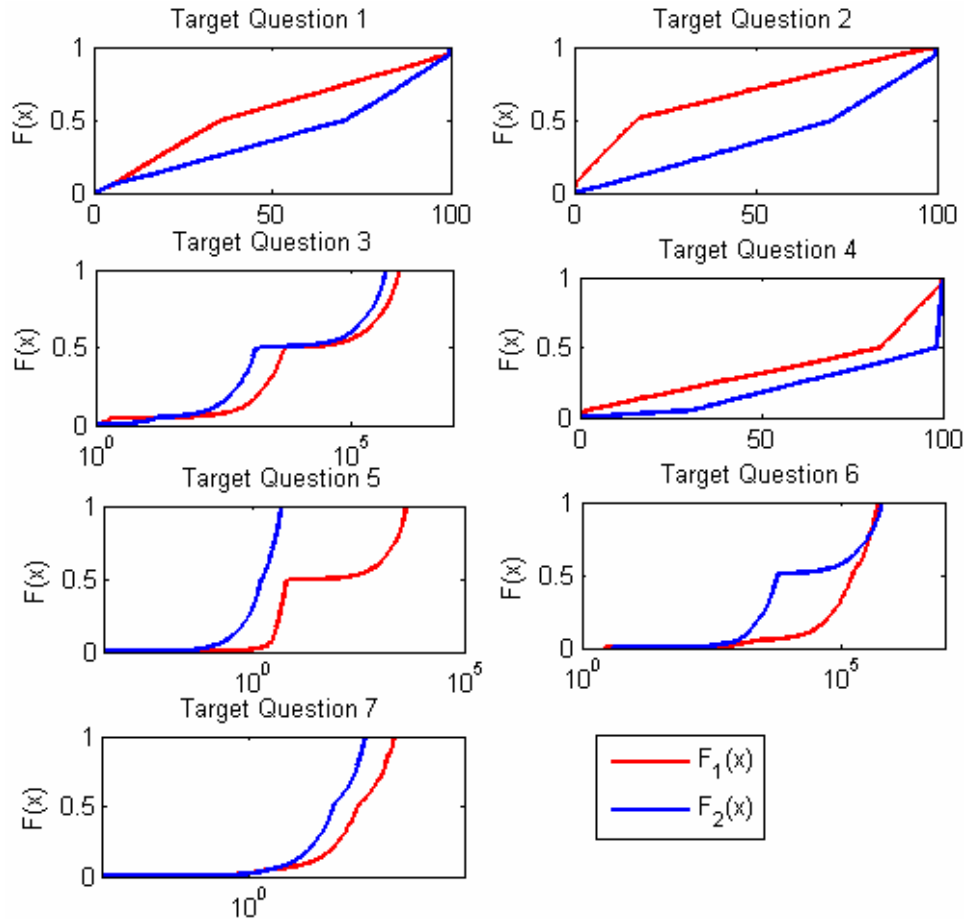 Target Question 1
F(x)
1
0.5
0
0 50 100
Target Question 2
F(x)
1
0.5
0
0 50 100
Target Question 3
F(x)
1
0.5
0
10^0 10^5
Target Question 4
F(x)
1
0.5
0
0 50 100
Target Question 5
F(x)
1
0.5
0
10^0 10^5
Target Question 6
F(x)
1
0.5
0
10^0 10^5
Target Question 7
F(x)
1
0.5
0
10^0
F_1(x)
F_2(x)